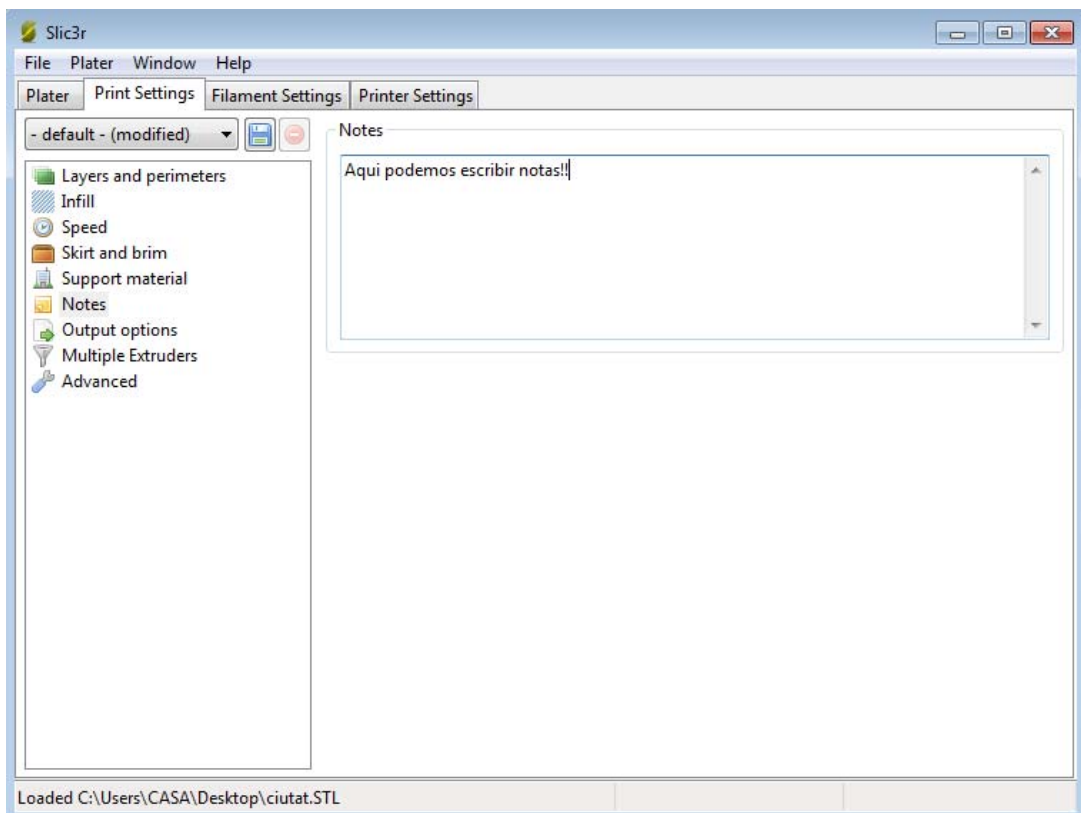 Slic3r
File Plater Window Help
Plater Print Settings Filament Settings Printer Settings
- default - (modified)
Notes
Aqui podemos escribir notas!!
Layers and perimeters
Infill
Speed
Skirt and brim
Support material
Notes
Output options
Multiple Extruders
Advanced
Loaded C:\Users\CASA\Desktop\ciutat.STL